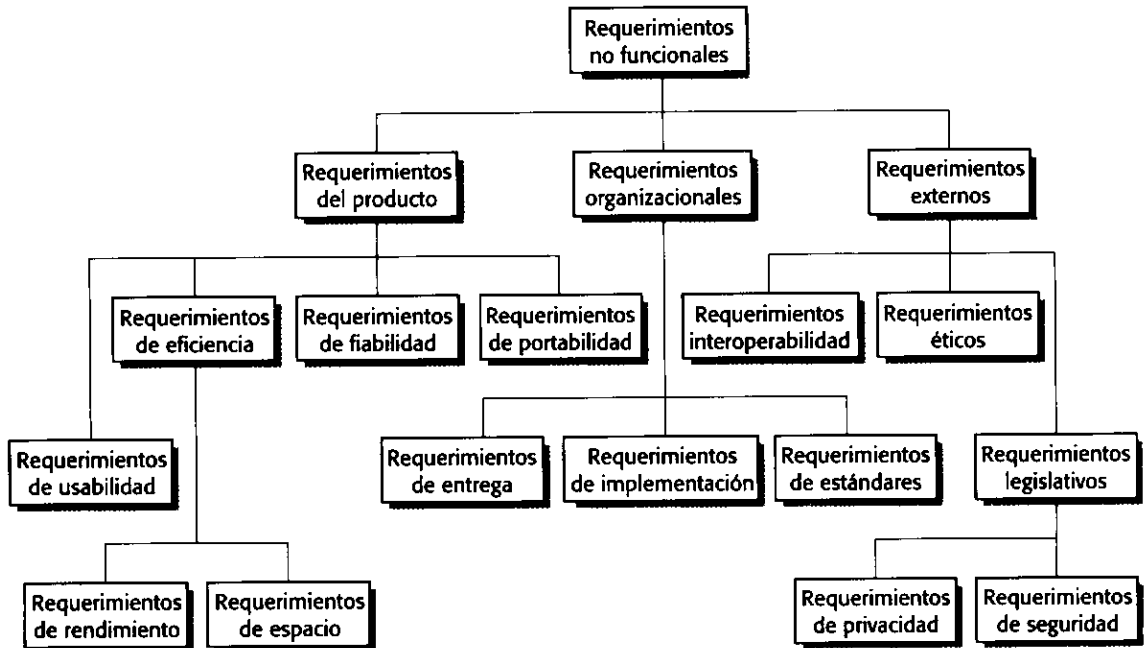 Requerimientos
no funcionales
Requerimientos
del producto
Requerimientos
organizacionales
Requerimientos
externos
Requerimientos
de eficiencia
Requerimientos
de fiabilidad
Requerimientos
de portabilidad
Requerimientos
interoperabilidad
Requerimientos
éticos
Requerimientos
de usabilidad
Requerimientos
de entrega
Requerimientos
de implementación
Requerimientos
de estándares
Requerimientos
legislativos
Requerimientos
de rendimiento
Requerimientos
de espacio
Requerimientos
de privacidad
Requerimientos
de seguridad